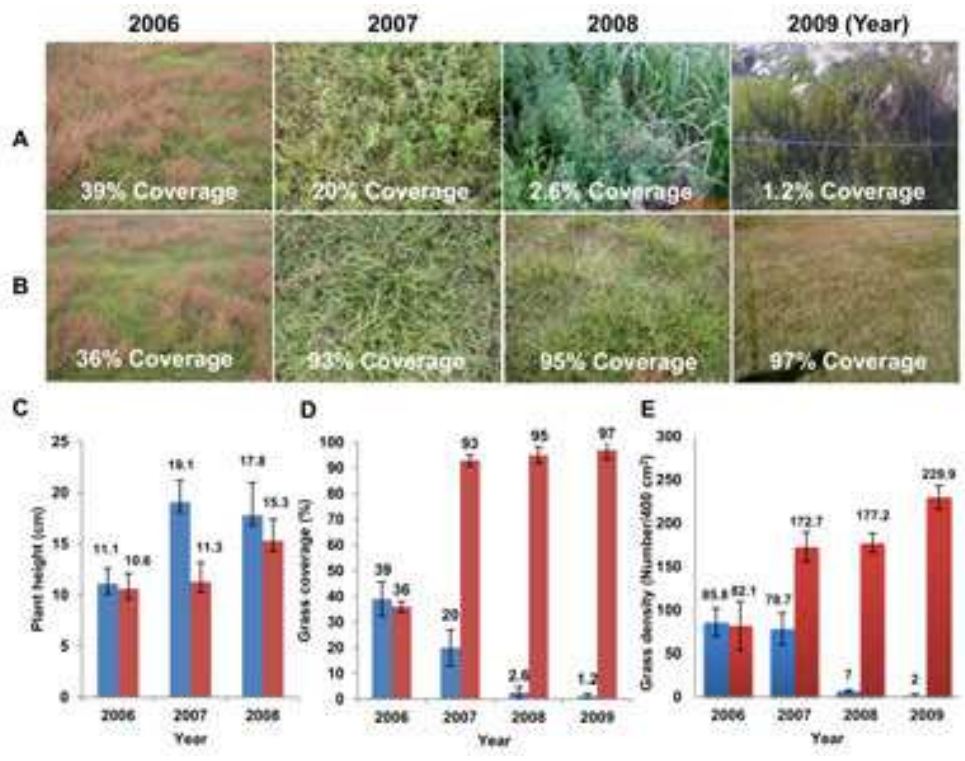 2006 2007 2008 2009 (Year)
A
39% Coverage 20% Coverage 2.6% Coverage 1.2% Coverage
B
36% Coverage 93% Coverage 95% Coverage 97% Coverage
C
Plant height (cm)
25
20
15
10
5
0
11.1 10.6 19.1 11.3 17.8 15.3
2006 2007 2008
Year
D
Grass coverage (%)
100
90
80
70
60
50
40
30
20
10
0
39 36 20 93 2.6 95 1.2 97
2006 2007 2008 2009
Year
E
Grass density (Number/400 cm²)
300
250
200
150
100
50
0
85.8 82.1 78.7 172.7 7 177.2 2 229.9
2006 2007 2008 2009
Year